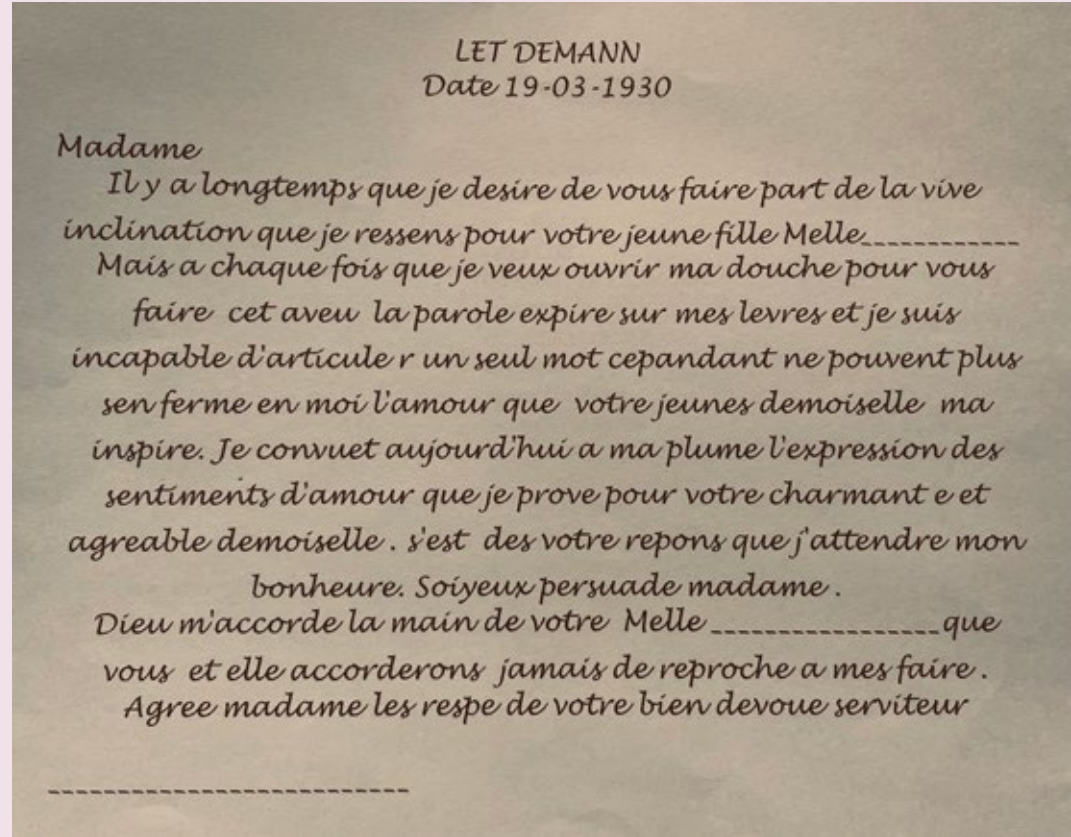 LET DEMANN
Date 19-03-1930
Madame
Il y a longtemps que je desire de vous faire part de la vive
inclination que je ressens pour votre jeune fille Melle____________
Mais a chaque fois que je veux ouvrir ma douche pour vous
faire cet aveu la parole expire sur mes levres et je suis
incapable d'articule r un seul mot cepandant ne pouvent plus
sen ferme en moi l'amour que votre jeunes demoiselle ma
inspire. Je convuet aujourd'hui a ma plume l'expression des
sentiments d'amour que je prove pour votre charmant e et
agreable demoiselle . s'est des votre repons que j'attendre mon
bonheure. Soiyeux persuade madame .
Dieu m'accorde la main de votre Melle _________________que
vous et elle accorderons jamais de reproche a mes faire .
Agree madame les respe de votre bien devoue serviteur
__________________________